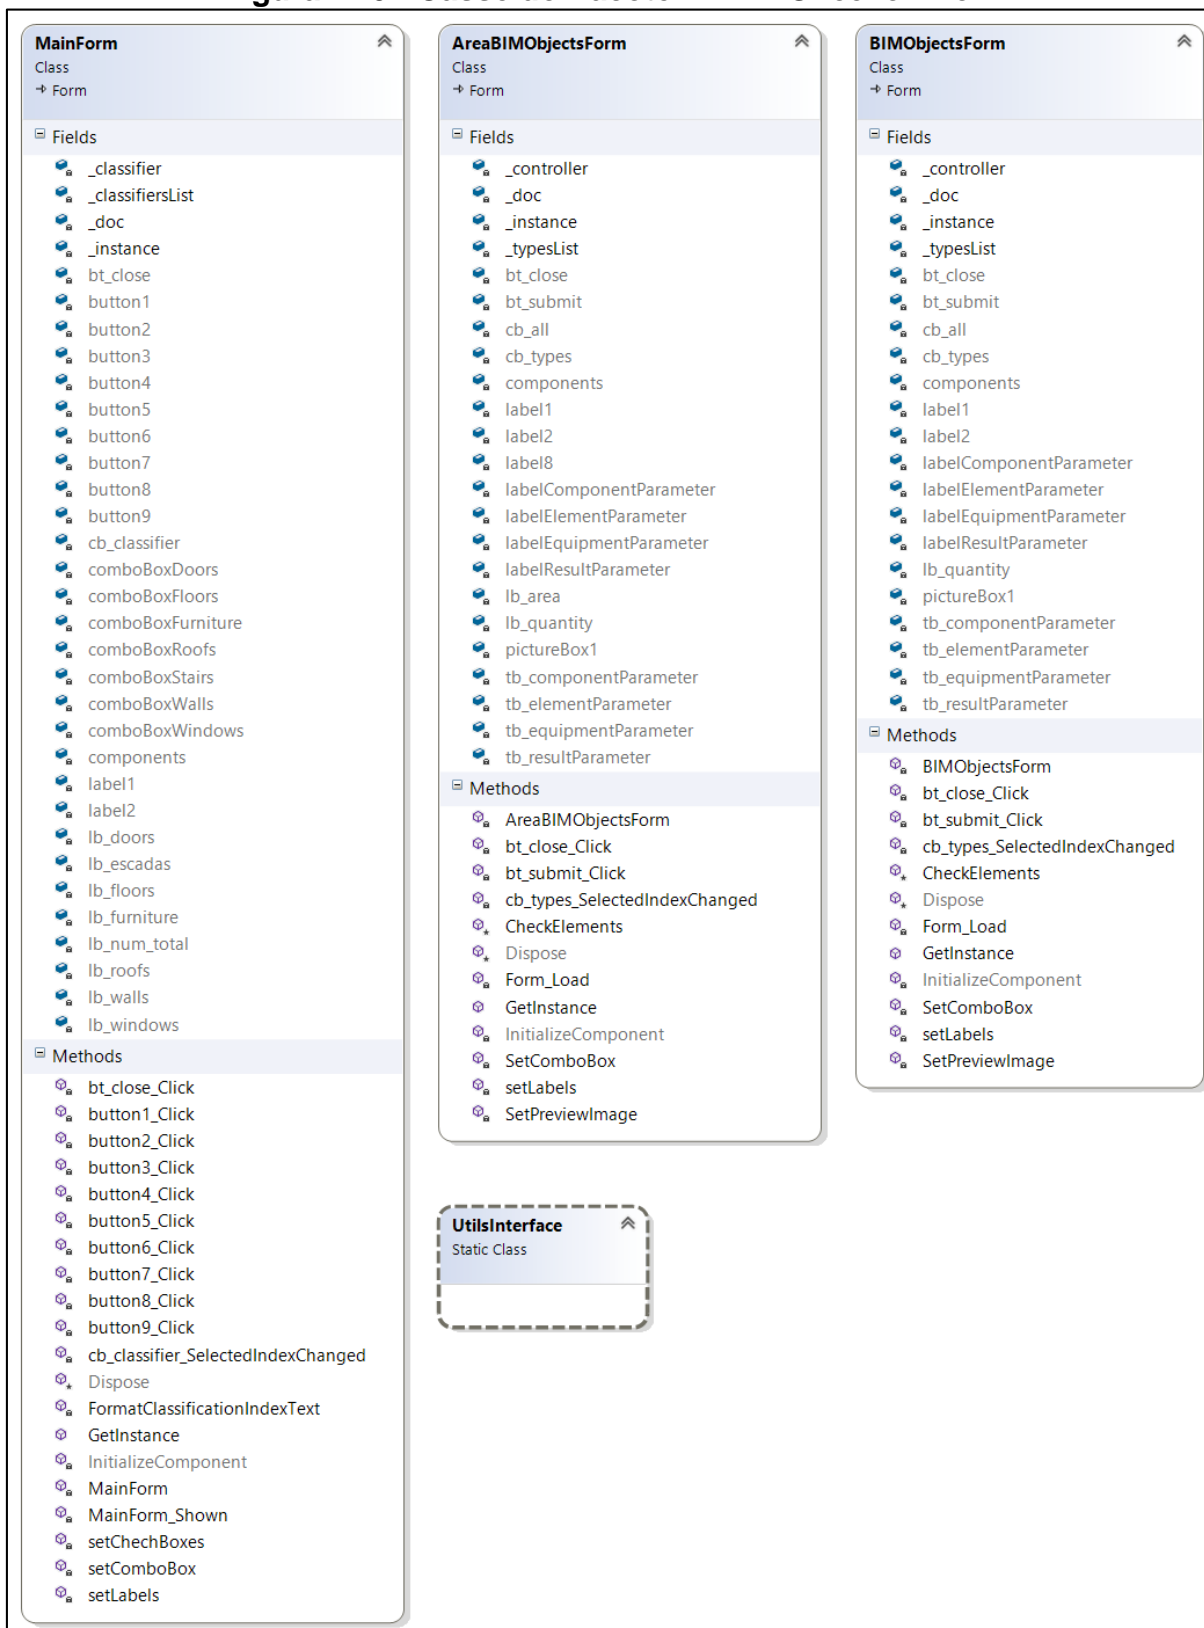 MainForm
Class
Form
Fields
_classifier
_classifiersList
_doc
_instance
bt_close
button1
button2
button3
button4
button5
button6
button7
button8
button9
cb_classifier
comboBoxDoors
comboBoxFloors
comboBoxFurniture
comboBoxRoofs
comboBoxStairs
comboBoxWalls
comboBoxWindows
components
label1
label2
lb_doors
lb_escadas
lb_floors
lb_furniture
lb_num_total
lb_roofs
lb_walls
lb_windows
Methods
bt_close_Click
button1_Click
button2_Click
button3_Click
button4_Click
button5_Click
button6_Click
button7_Click
button8_Click
button9_Click
cb_classifier_SelectedIndexChanged
Dispose
FormatClassificationIndexText
GetInstance
InitializeComponent
MainForm
MainForm_Shown
setChechBoxes
setComboBox
setLabels
AreaBIMObjectsForm
Class
Form
Fields
_controller
_doc
_instance
_typesList
bt_close
bt_submit
cb_all
cb_types
components
label1
label2
label8
labelComponentParameter
labelElementParameter
labelEquipmentParameter
labelResultParameter
lb_area
lb_quantity
pictureBox1
tb_componentParameter
tb_elementParameter
tb_equipmentParameter
tb_resultParameter
Methods
AreaBIMObjectsForm
bt_close_Click
bt_submit_Click
cb_types_SelectedIndexChanged
CheckElements
Dispose
Form_Load
GetInstance
InitializeComponent
SetComboBox
setLabels
SetPreviewImage
UtilsInterface
Static Class
BIMObjectsForm
Class
Form
Fields
_controller
_doc
_instance
_typesList
bt_close
bt_submit
cb_all
cb_types
components
label1
label2
labelComponentParameter
labelElementParameter
labelEquipmentParameter
labelResultParameter
lb_quantity
pictureBox1
tb_componentParameter
tb_elementParameter
tb_equipmentParameter
tb_resultParameter
Methods
BIMObjectsForm
bt_close_Click
bt_submit_Click
cb_types_SelectedIndexChanged
CheckElements
Dispose
Form_Load
GetInstance
InitializeComponent
SetComboBox
setLabels
SetPreviewImage